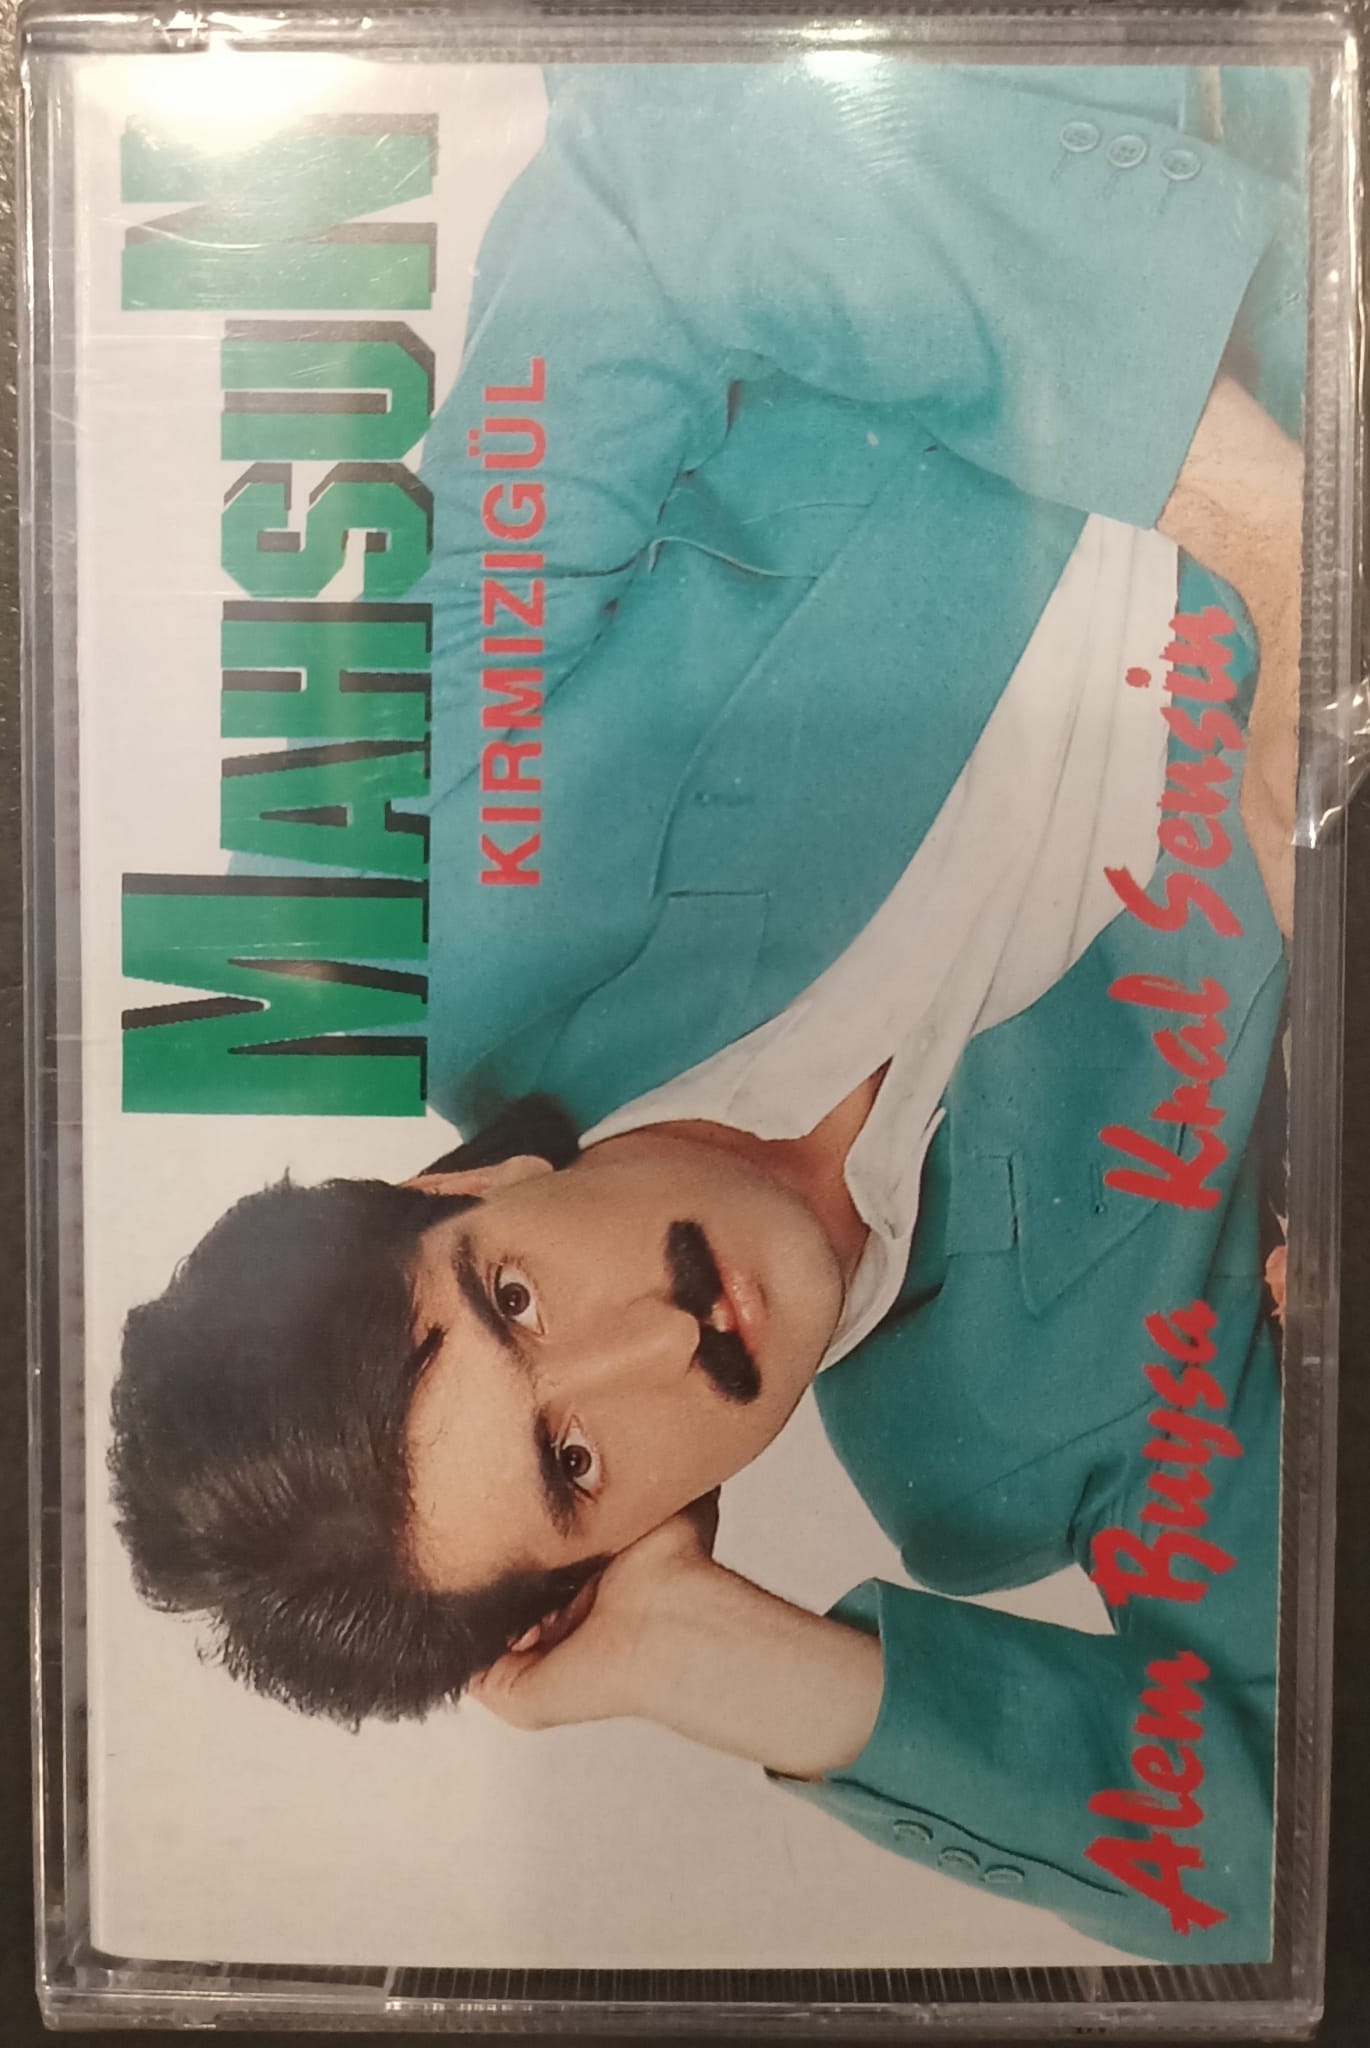 MAHSUN
KIRMIZIGÜL
Alem Buysa Kral Sensin